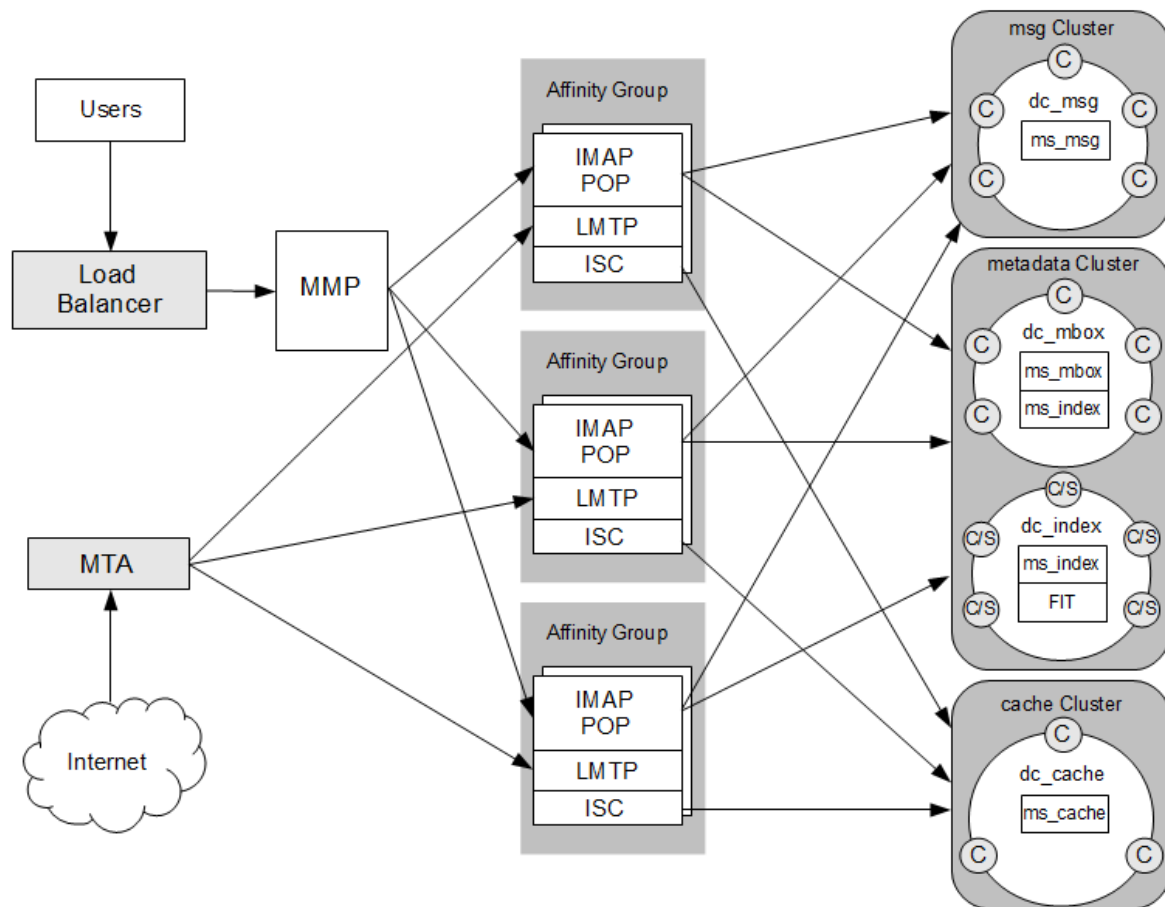 Users
Load
Balancer
MMP
MTA
Internet
Affinity Group
IMAP
POP
LMTP
ISC
Affinity Group
IMAP
POP
LMTP
ISC
Affinity Group
IMAP
POP
LMTP
ISC
msg Cluster
C
dc_msg
C
C
ms_msg
C
C
metadata Cluster
C
dc_mbox
C
C
ms_mbox
ms_index
C
C
C/S
dc_index
C/S
C/S
ms_index
FIT
C/S
C/S
cache Cluster
C
dc_cache
ms_cache
C
C